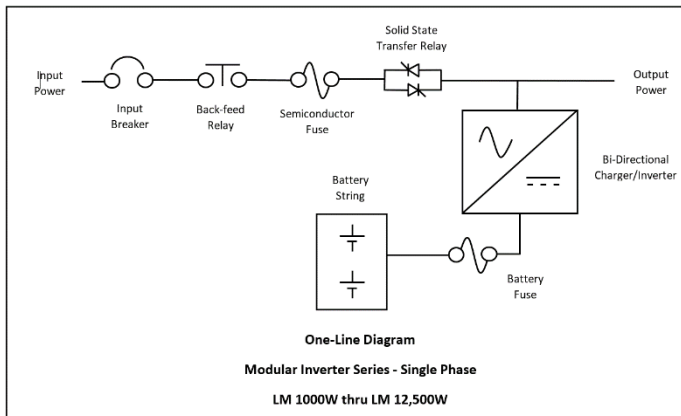 Solid State
Transfer Relay
Input
Power
Output
Power
Input
Breaker
Back-feed
Relay
Semiconductor
Fuse
Bi-Directional
Charger/Inverter
Battery
String
Battery
Fuse
One-Line Diagram
Modular Inverter Series - Single Phase
LM 1000W thru LM 12,500W